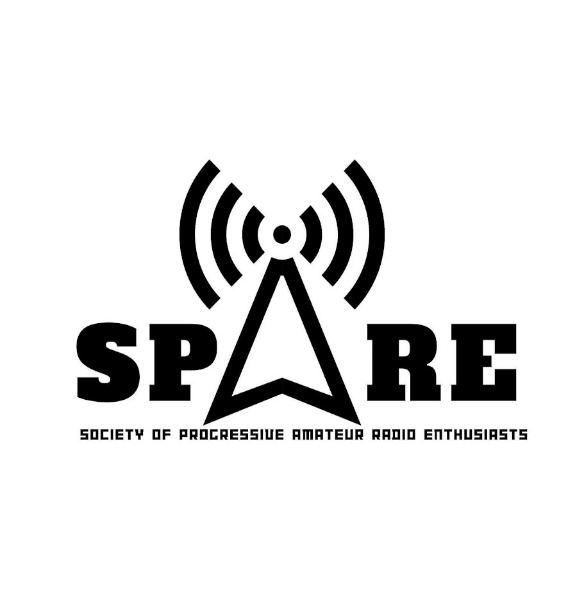 SPARE
SOCIETY OF PROGRESSIVE AMATEUR RADIO ENTHUSIASTS